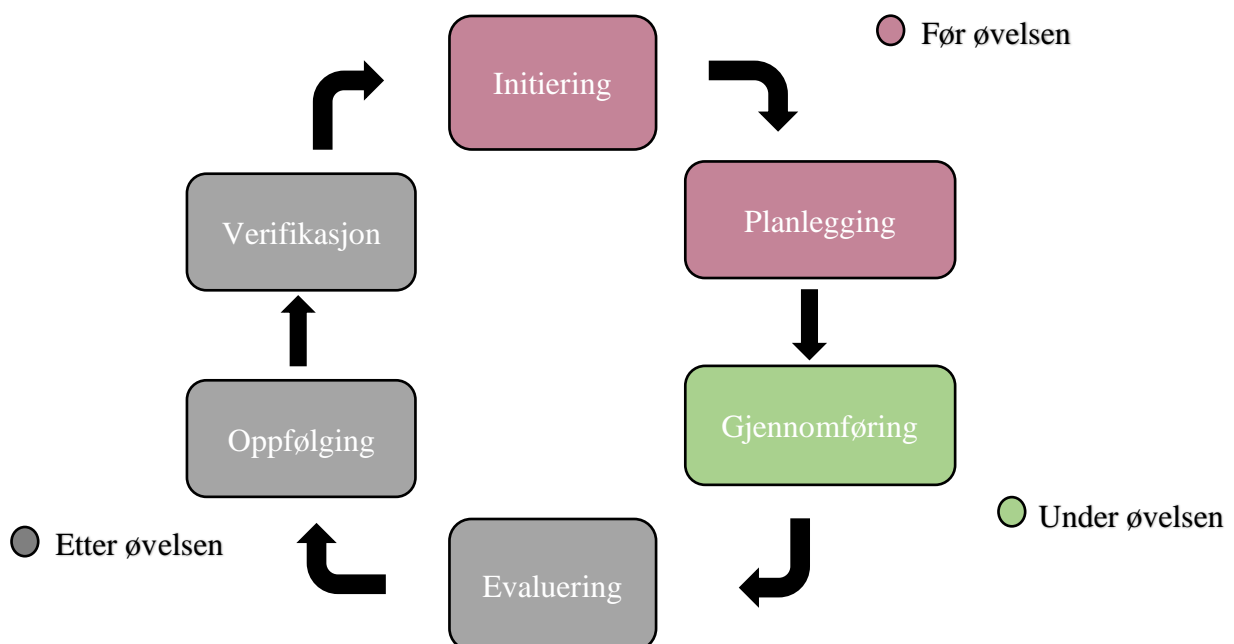 Før øvelsen
Initiering
Planlegging
Verifikasjon
Gjennomføring
Oppfølging
Under øvelsen
Etter øvelsen
Evaluering